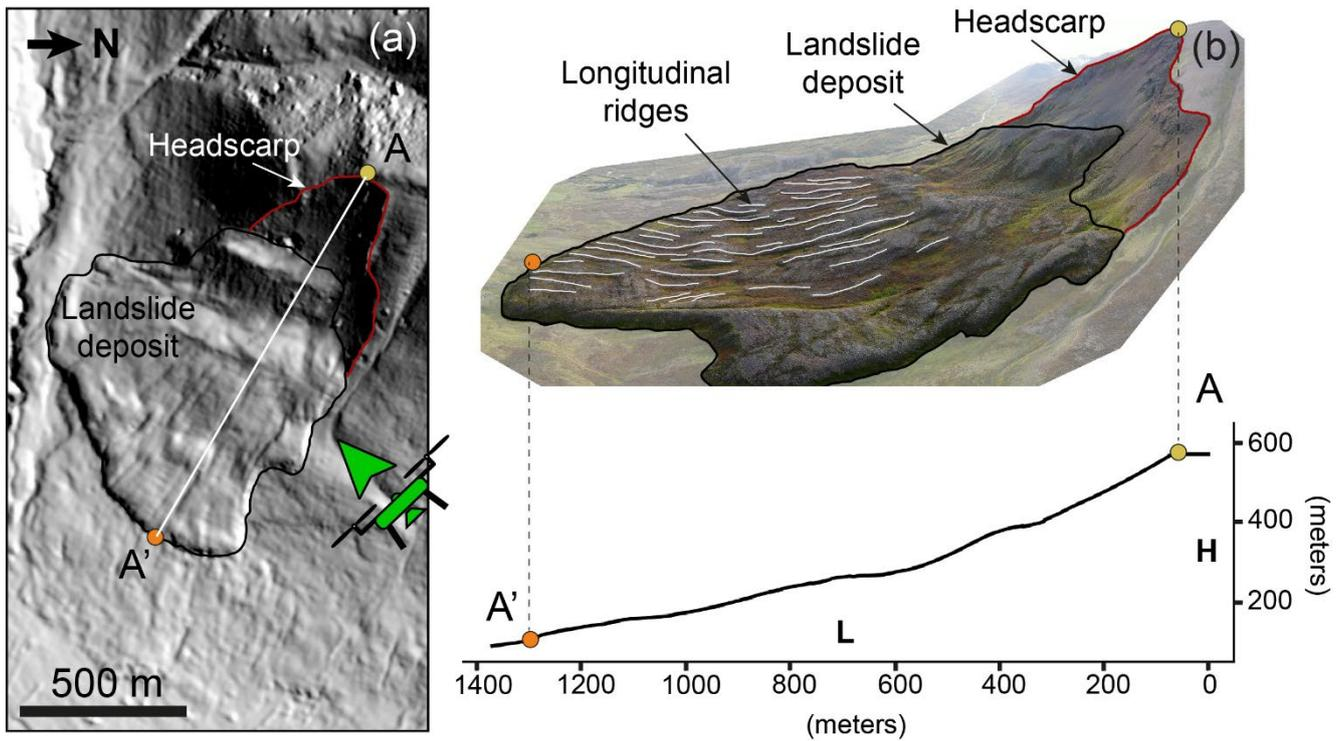 N
(a)
Headscarp
A
Landslide
deposit
A’
500 m
(b)
Headscarp
Landslide
deposit
Longitudinal
ridges
A
A’
L
H
600
400
200
(meters)
1400 1200 1000 800 600 400 200 0
(meters)